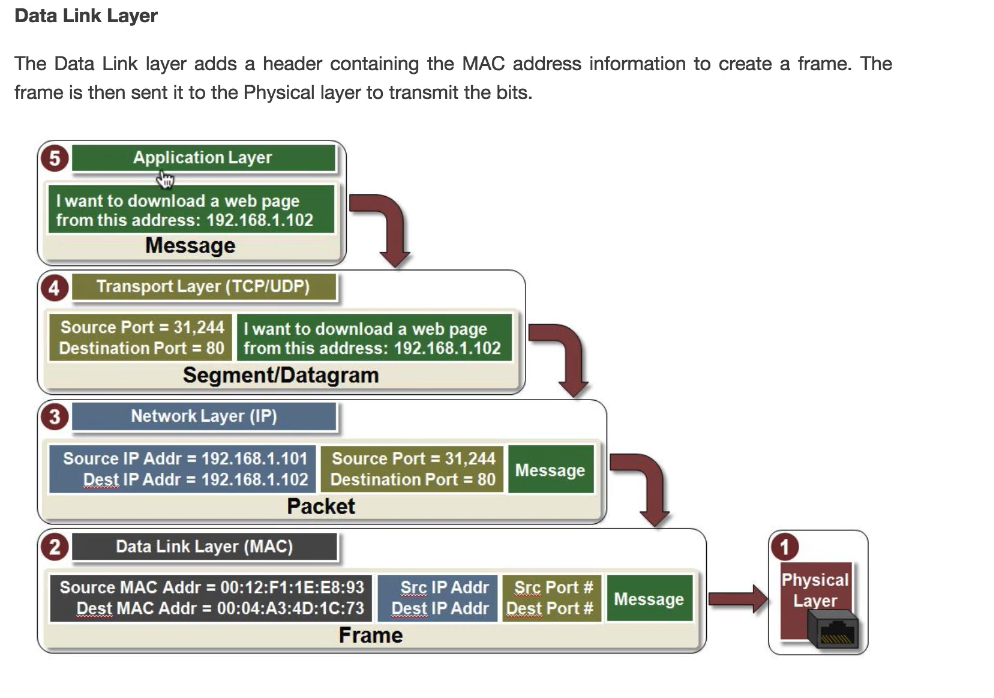 Data Link Layer
The Data Link layer adds a header containing the MAC address information to create a frame. The
frame is then sent it to the Physical layer to transmit the bits.
5 Application Layer
I want to download a web page
from this address: 192.168.1.102
Message
4 Transport Layer (TCP/UDP)
Source Port = 31,244
Destination Port = 80
I want to download a web page
from this address: 192.168.1.102
Segment/Datagram
3 Network Layer (IP)
Source IP Addr = 192.168.1.101
Dest IP Addr = 192.168.1.102
Source Port = 31,244
Destination Port = 80
Message
Packet
2 Data Link Layer (MAC)
Source MAC Addr = 00:12:F1:1E:E8:93
Dest MAC Addr = 00:04:A3:4D:1C:73
Src IP Addr
Dest IP Addr
Src Port #
Dest Port #
Message
Frame
1
Physical
Layer